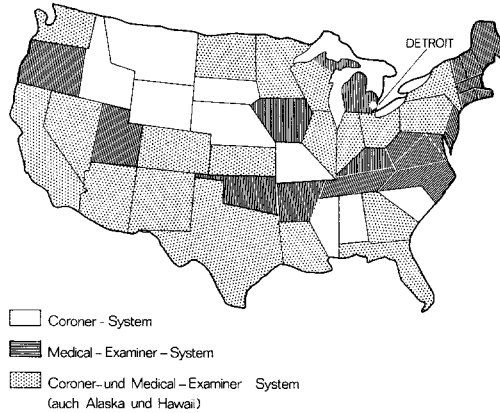 DETROIT
Coroner - System
Medical - Examiner - System
Coroner-und Medical-Examiner System
(auch Alaska und Hawaii)